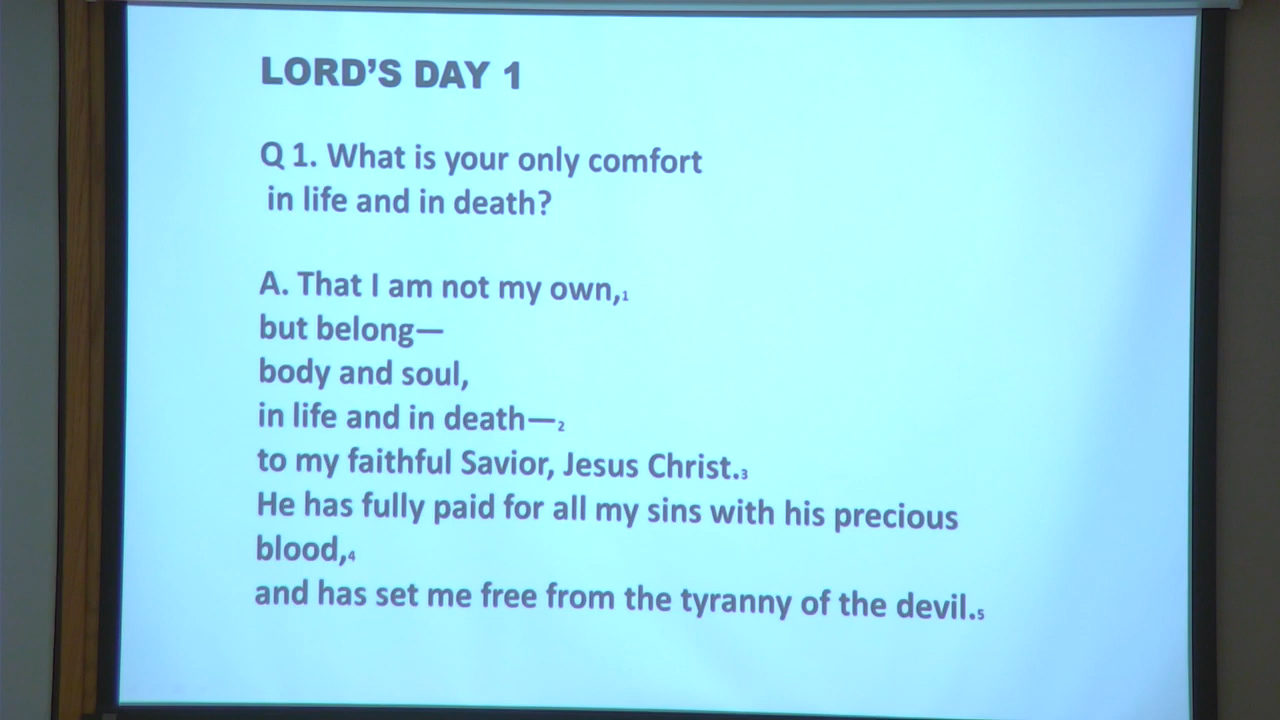 LORD'S DAY 1
Q 1. What is your only comfort
in life and in death?
A. That I am not my own,1
but belong—
body and soul,
in life and in death—2
to my faithful Savior, Jesus Christ.3
He has fully paid for all my sins with his precious
blood,4
and has set me free from the tyranny of the devil.5